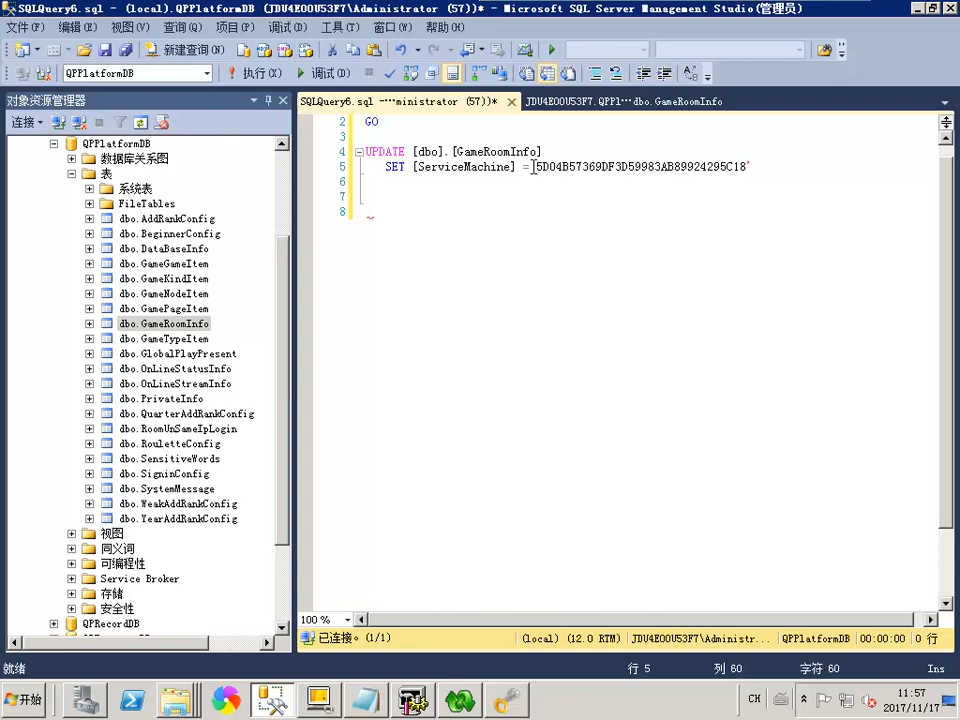 SQLQuery6.sql - (local).QPPlatformDB (JDU4E00U53F7\Administrator (57))* - Microsoft SQL Server Management Studio(管理员)
文件(F) 编辑(E) 视图(V) 查询(Q) 项目(P) 调试(D) 工具(T) 窗口(W) 帮助(H)
新建查询(N)
QPPlatformDB 执行(X) 调试(D)
对象资源管理器
连接
QPPlatformDB
数据库关系图
表
系统表
FileTables
dbo.AddRankConfig
dbo.BeginnerConfig
dbo.DataBaseInfo
dbo.GameGameItem
dbo.GameKindItem
dbo.GameNodeItem
dbo.GamePageItem
dbo.GameRoomInfo
dbo.GameTypeItem
dbo.GlobalPlayPresent
dbo.OnLineStatusInfo
dbo.OnLineStreamInfo
dbo.PrivateInfo
dbo.QuarterAddRankConfig
dbo.RoomUnSameIpLogin
dbo.RouletteConfig
dbo.SensitiveWords
dbo.SigninConfig
dbo.SystemMessage
dbo.WeakAddRankConfig
dbo.YearAddRankConfig
视图
同义词
可编程性
Service Broker
存储
安全性
QPRecordDB
SQLQuery6.sql -···ministrator (57))* JDU4E00U53F7.QPPl···dbo.GameRoomInfo
2 GO
3
4 UPDATE [dbo].[GameRoomInfo]
5 SET [ServiceMachine] = '5D04B57369DF3D59983AB89924295C18'
6
7
8
100 %
已连接。(1/1) (local) (12.0 RTM) JDU4E00U53F7\Administr... QPPlatformDB 00:00:00 0 行
就绪 行 5 列 60 字符 60 Ins
开始 CH 11:57
2017/11/17